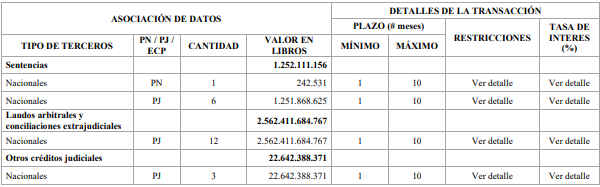 ASOCIACIÓN DE DATOS DETALLES DE LA TRANSACCIÓN
TIPO DE TERCEROS PN / PJ / ECP CANTIDAD VALOR EN LIBROS PLAZO (# meses) RESTRICCIONES TASA DE INTERES (%)
MÍNIMO MÁXIMO
Sentencias 1.252.111.156
Nacionales PN 1 242.531 1 10 Ver detalle Ver detalle
Nacionales PJ 6 1.251.868.625 1 10 Ver detalle Ver detalle
Laudos arbitrales y
conciliaciones extrajudiciales 2.562.411.684.767
Nacionales PJ 12 2.562.411.684.767 1 10 Ver detalle Ver detalle
Otros créditos judiciales 22.642.388.371
Nacionales PJ 3 22.642.388.371 1 10 Ver detalle Ver detalle